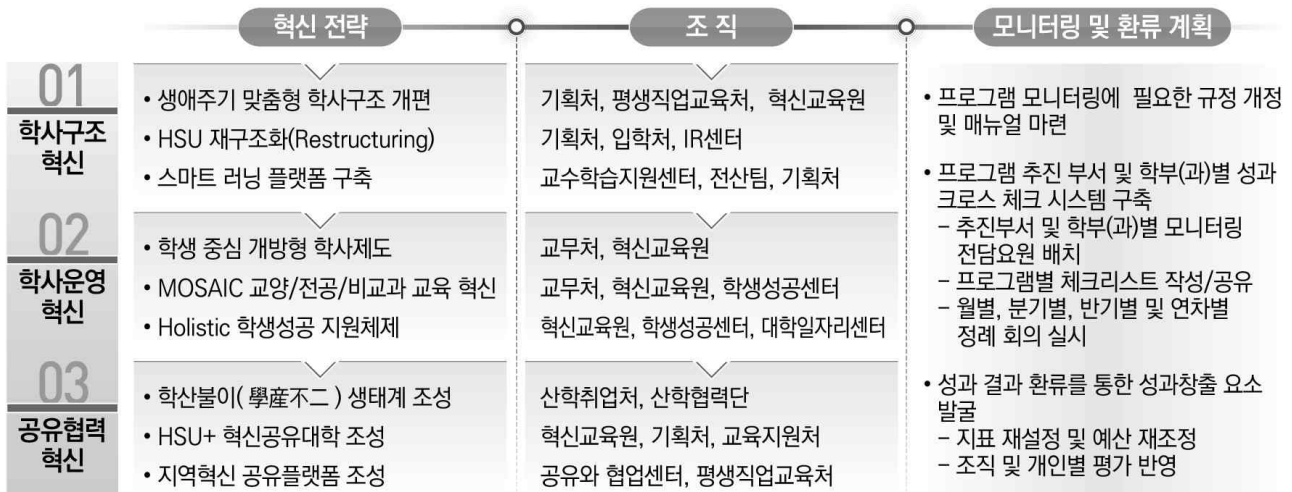 혁신 전략
조 직
모니터링 및 환류 계획
01
학사구조
혁신
• 생애주기 맞춤형 학사구조 개편
• HSU 재구조화(Restructuring)
• 스마트 러닝 플랫폼 구축
기획처, 평생직업교육처, 혁신교육원
기획처, 입학처, IR센터
교수학습지원센터, 전산팀, 기획처
02
학사운영
혁신
• 학생 중심 개방형 학사제도
• MOSAIC 교양/전공/비교과 교육 혁신
• Holistic 학생성공 지원체제
교무처, 혁신교육원
교무처, 혁신교육원, 학생성공센터
혁신교육원, 학생성공센터, 대학일자리센터
03
공유협력
혁신
• 학산불이( 學産不二 ) 생태계 조성
• HSU+ 혁신공유대학 조성
• 지역혁신 공유플랫폼 조성
산학취업처, 산학협력단
혁신교육원, 기획처, 교육지원처
공유와 협업센터, 평생직업교육처
• 프로그램 모니터링에 필요한 규정 개정
및 매뉴얼 마련
• 프로그램 추진 부서 및 학부(과)별 성과
크로스 체크 시스템 구축
– 추진부서 및 학부(과)별 모니터링
전담요원 배치
– 프로그램별 체크리스트 작성/공유
– 월별, 분기별, 반기별 및 연차별
정례 회의 실시
• 성과 결과 환류를 통한 성과창출 요소
발굴
– 지표 재설정 및 예산 재조정
– 조직 및 개인별 평가 반영